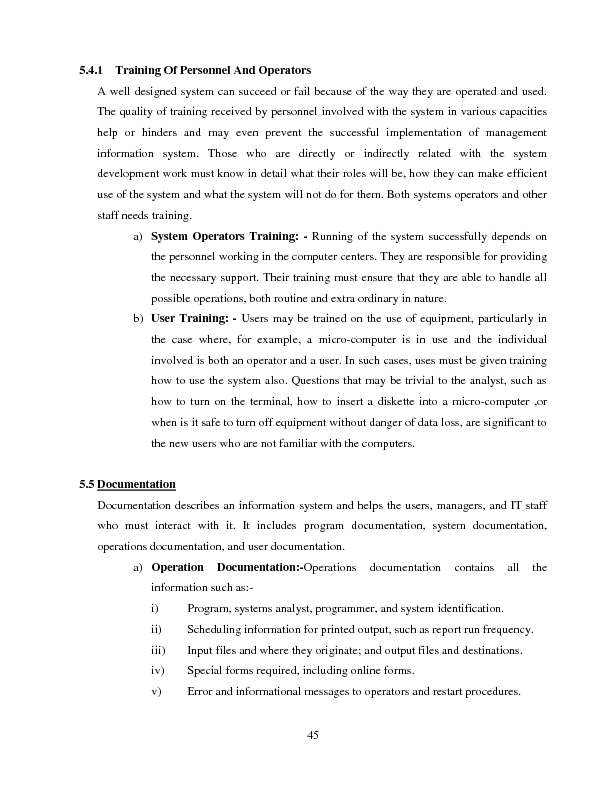 5.4.1 Training Of Personnel And Operators
A well designed system can succeed or fail because of the way they are operated and used.
The quality of training received by personnel involved with the system in various capacities
help or hinders and may even prevent the successful implementation of management
information system. Those who are directly or indirectly related with the system
development work must know in detail what their roles will be, how they can make efficient
use of the system and what the system will not do for them. Both systems operators and other
staff needs training.
a) System Operators Training: - Running of the system successfully depends on
the personnel working in the computer centers. They are responsible for providing
the necessary support. Their training must ensure that they are able to handle all
possible operations, both routine and extra ordinary in nature.
b) User Training: - Users may be trained on the use of equipment, particularly in
the case where, for example, a micro-computer is in use and the individual
involved is both an operator and a user. In such cases, uses must be given training
how to use the system also. Questions that may be trivial to the analyst, such as
how to turn on the terminal, how to insert a diskette into a micro-computer ,or
when is it safe to turn off equipment without danger of data loss, are significant to
the new users who are not familiar with the computers.
5.5 Documentation
Documentation describes an information system and helps the users, managers, and IT staff
who must interact with it. It includes program documentation, system documentation,
operations documentation, and user documentation.
a) Operation Documentation:-Operations documentation contains all the
information such as:-
i) Program, systems analyst, programmer, and system identification.
ii) Scheduling information for printed output, such as report run frequency.
iii) Input files and where they originate; and output files and destinations.
iv) Special forms required, including online forms.
v) Error and informational messages to operators and restart procedures.
45